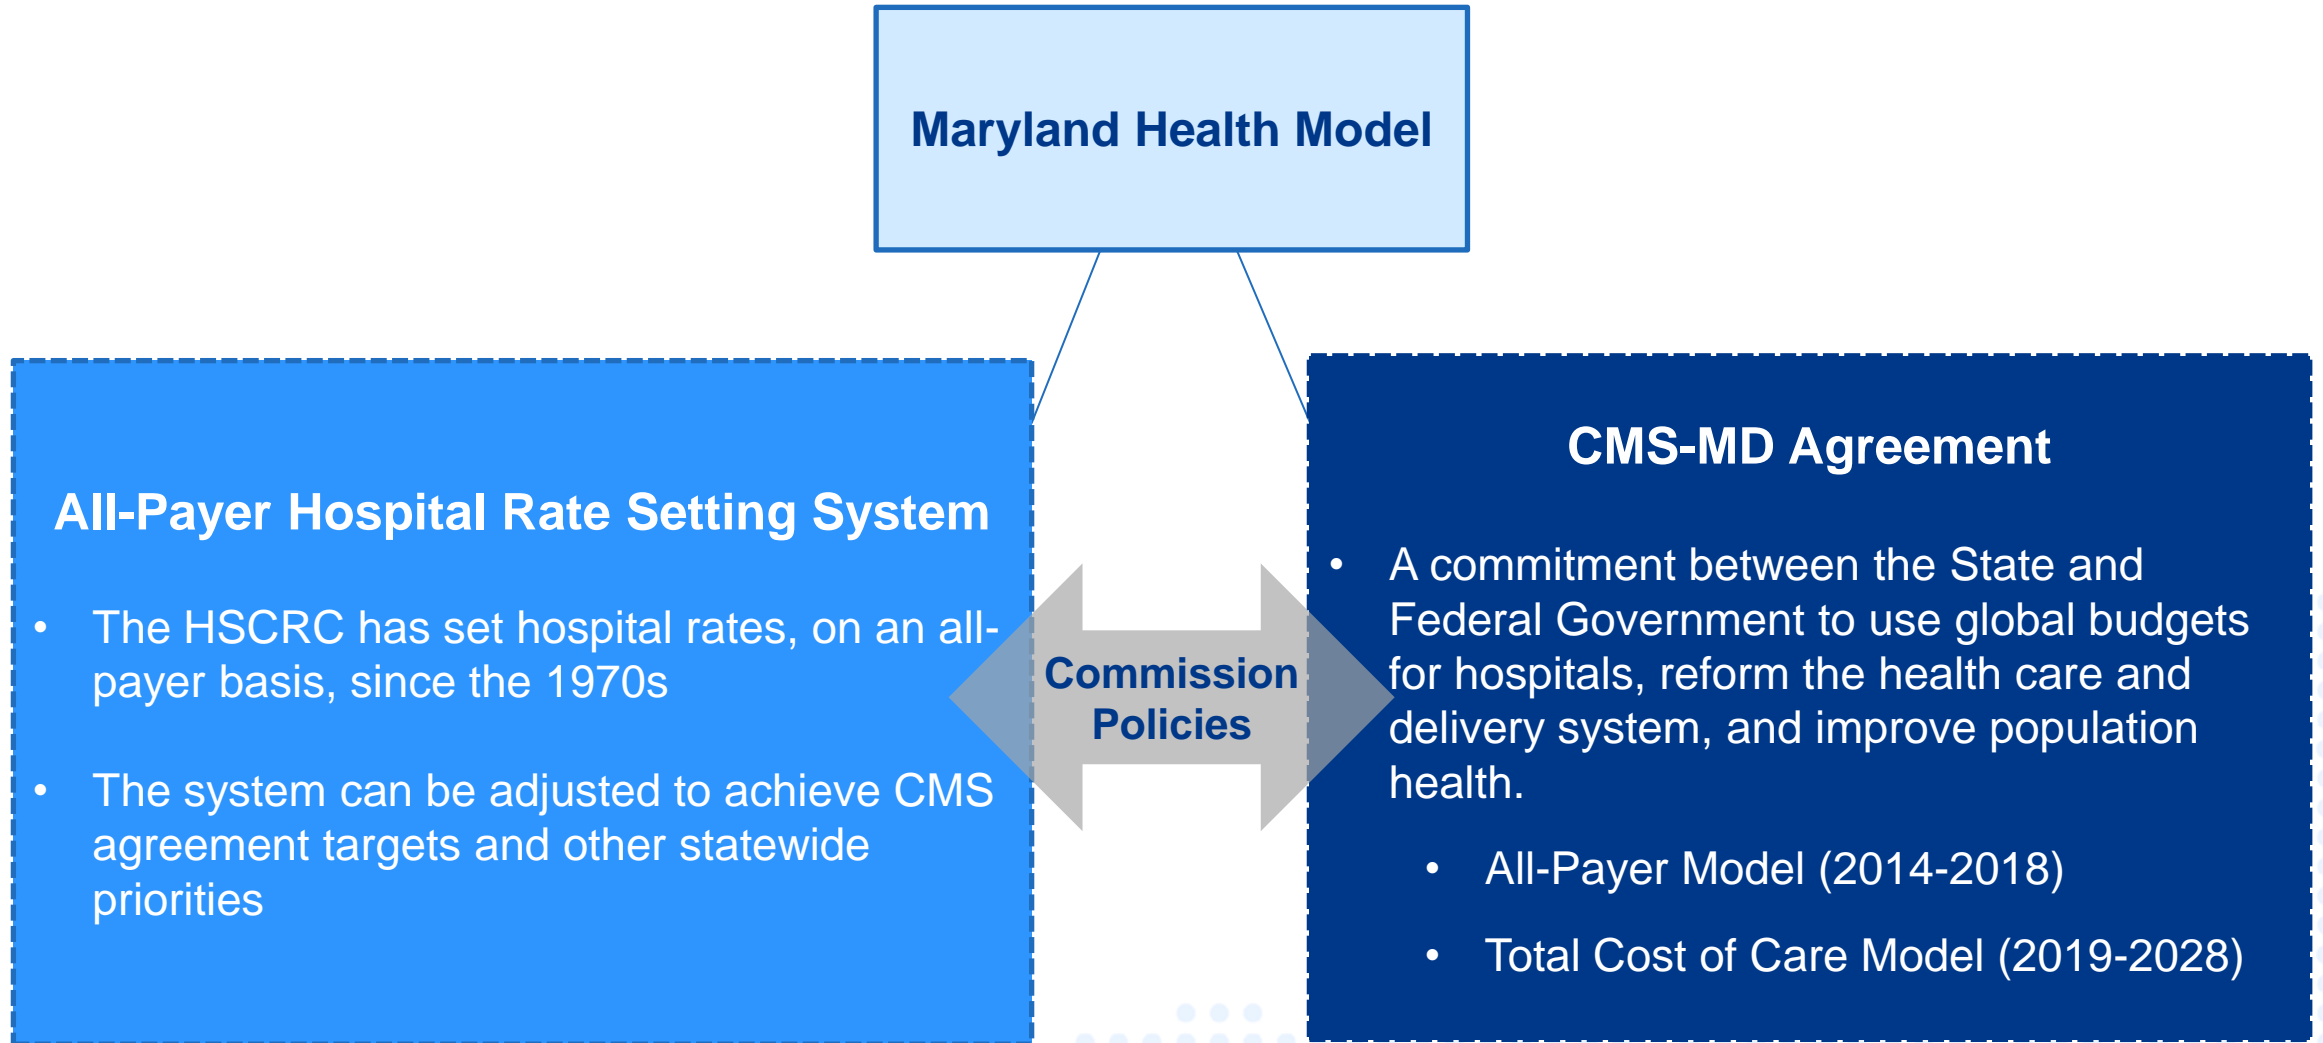 Maryland Health Model
All-Payer Hospital Rate Setting System
• The HSCRC has set hospital rates, on an all-
payer basis, since the 1970s
• The system can be adjusted to achieve CMS
agreement targets and other statewide
priorities
Commission
Policies
CMS-MD Agreement
• A commitment between the State and
Federal Government to use global budgets
for hospitals, reform the health care and
delivery system, and improve population
health.
• All-Payer Model (2014-2018)
• Total Cost of Care Model (2019-2028)